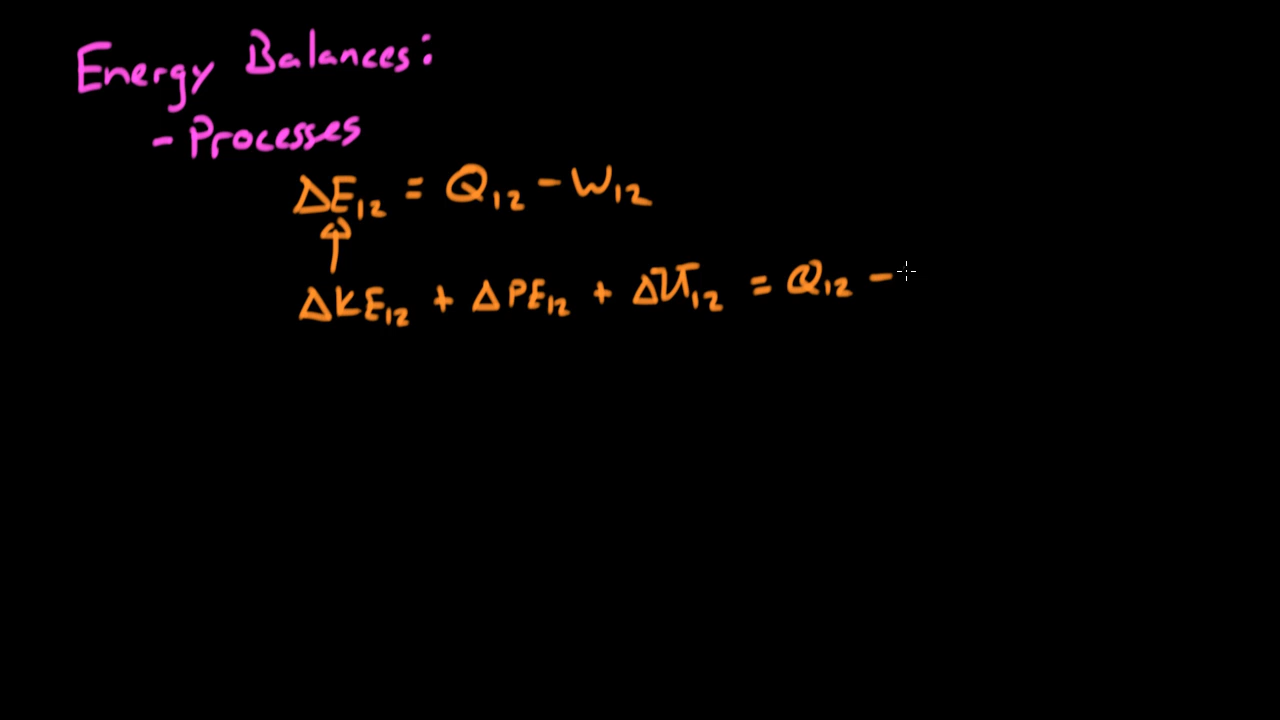 Energy Balances:
- Processes
ΔE₁₂ = Q₁₂ - W₁₂
ΔKE₁₂ + ΔPE₁₂ + ΔU₁₂ = Q₁₂ -